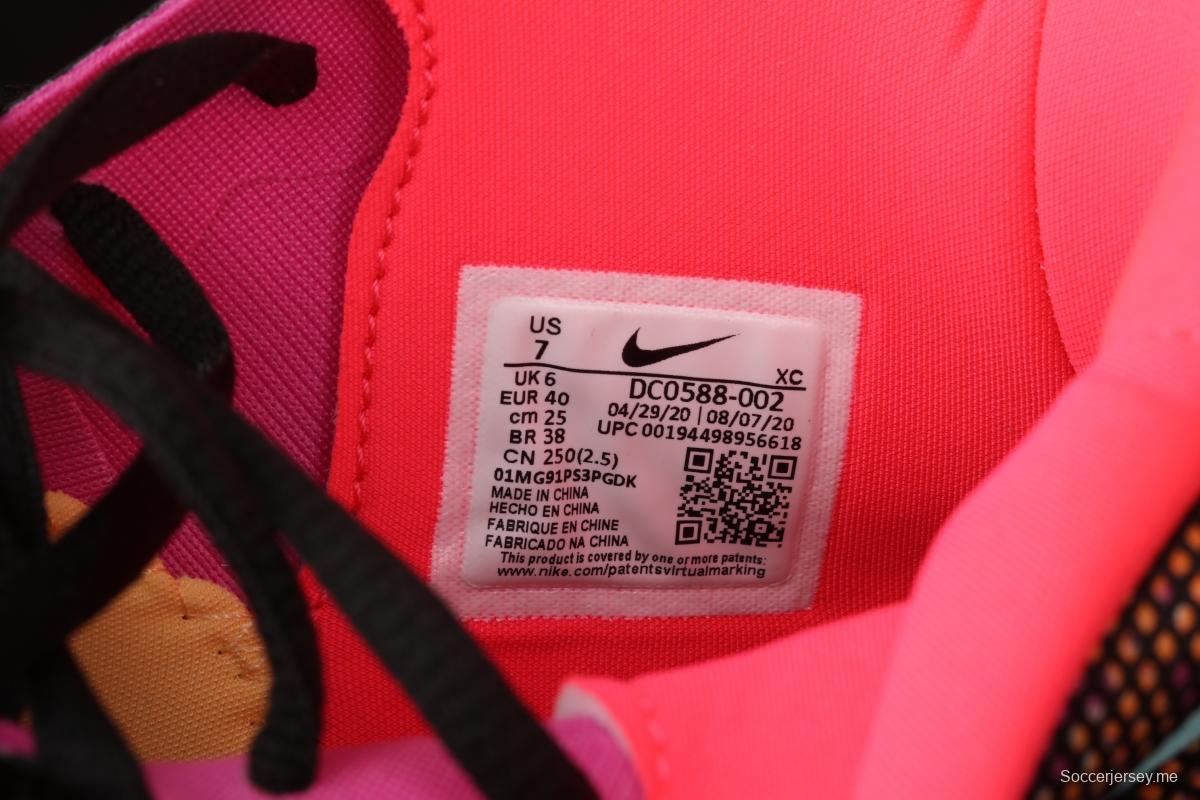 US
7
XC
UK 6
EUR 40
cm 25
BR 38
CN 250(2.5)
DC0588-002
04/29/20 | 08/07/20
UPC 00194498956618
01MG91PS3PGDK
MADE IN CHINA
HECHO EN CHINA
FABRIQUE EN CHINE
FABRICADO NA CHINA
This product is covered by one or more patents:
www.nike.com/patentsvirtualmarking
Soccerjersey.me